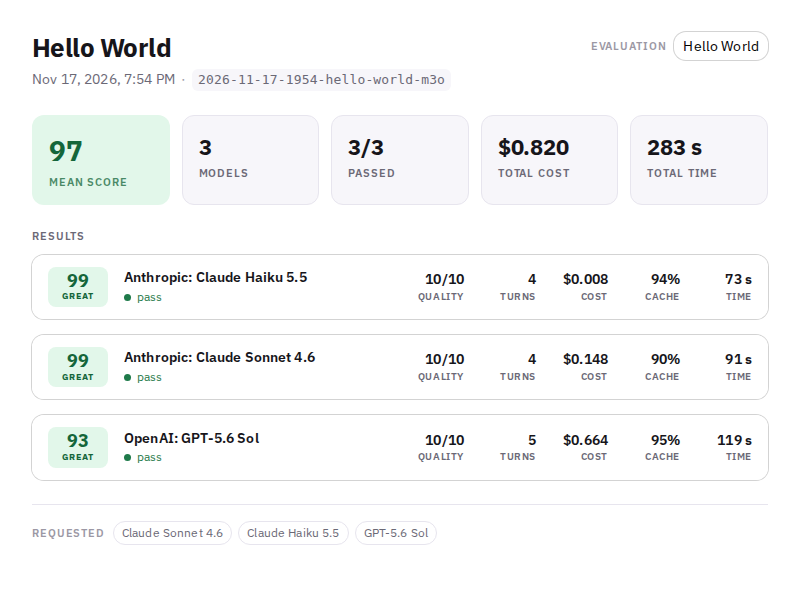 Hello World
EVALUATION Hello World
Nov 17, 2026, 7:54 PM · 2026-11-17-1954-hello-world-m3o
97
MEAN SCORE
3
MODELS
3/3
PASSED
$0.820
TOTAL COST
283 s
TOTAL TIME
RESULTS
99
GREAT
Anthropic: Claude Haiku 5.5
pass
10/10
QUALITY
4
TURNS
$0.008
COST
94%
CACHE
73 s
TIME
99
GREAT
Anthropic: Claude Sonnet 4.6
pass
10/10
QUALITY
4
TURNS
$0.148
COST
90%
CACHE
91 s
TIME
93
GREAT
OpenAI: GPT-5.6 Sol
pass
10/10
QUALITY
5
TURNS
$0.664
COST
95%
CACHE
119 s
TIME
REQUESTED Claude Sonnet 4.6 Claude Haiku 5.5 GPT-5.6 Sol